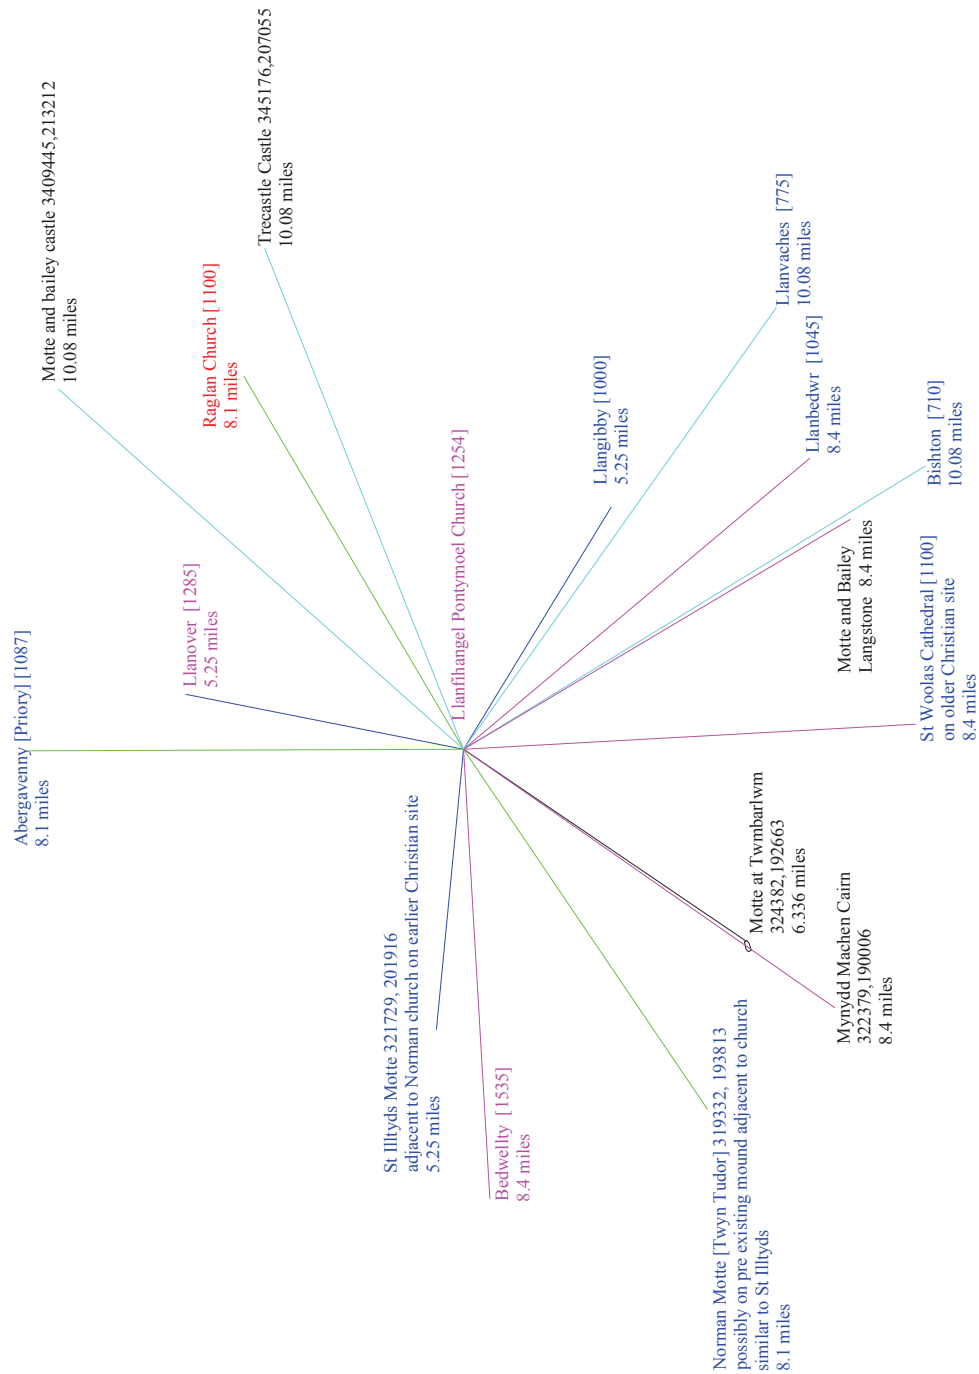 Abergavenny [Priory] [1087]
8.1 miles
Motte and bailey castle 3409445,213212
10.08 miles
Llanover [1285]
5.25 miles
Raglan Church [1100]
8.1 miles
Trecastle Castle 345176,207055
10.08 miles
Llanfihangel Pontymoel Church [1254]
St Illtyds Motte 321729, 201916
adjacent to Norman church on earlier Christian site
5.25 miles
Bedwellty [1535]
8.4 miles
Llangibby [1000]
5.25 miles
Llanvaches [775]
10.08 miles
Llanbedwr [1045]
8.4 miles
Bishton [710]
10.08 miles
Motte and Bailey
Langstone 8.4 miles
St Woolas Cathedral [1100]
on older Christian site
8.4 miles
Motte at Twmbarlwm
324382,192663
6.336 miles
Mynydd Machen Cairn
322379,190006
8.4 miles
Norman Motte [Twyn Tudor] 319332, 193813
possibly on pre existing mound adjacent to church
similar to St Illtyds
8.1 miles